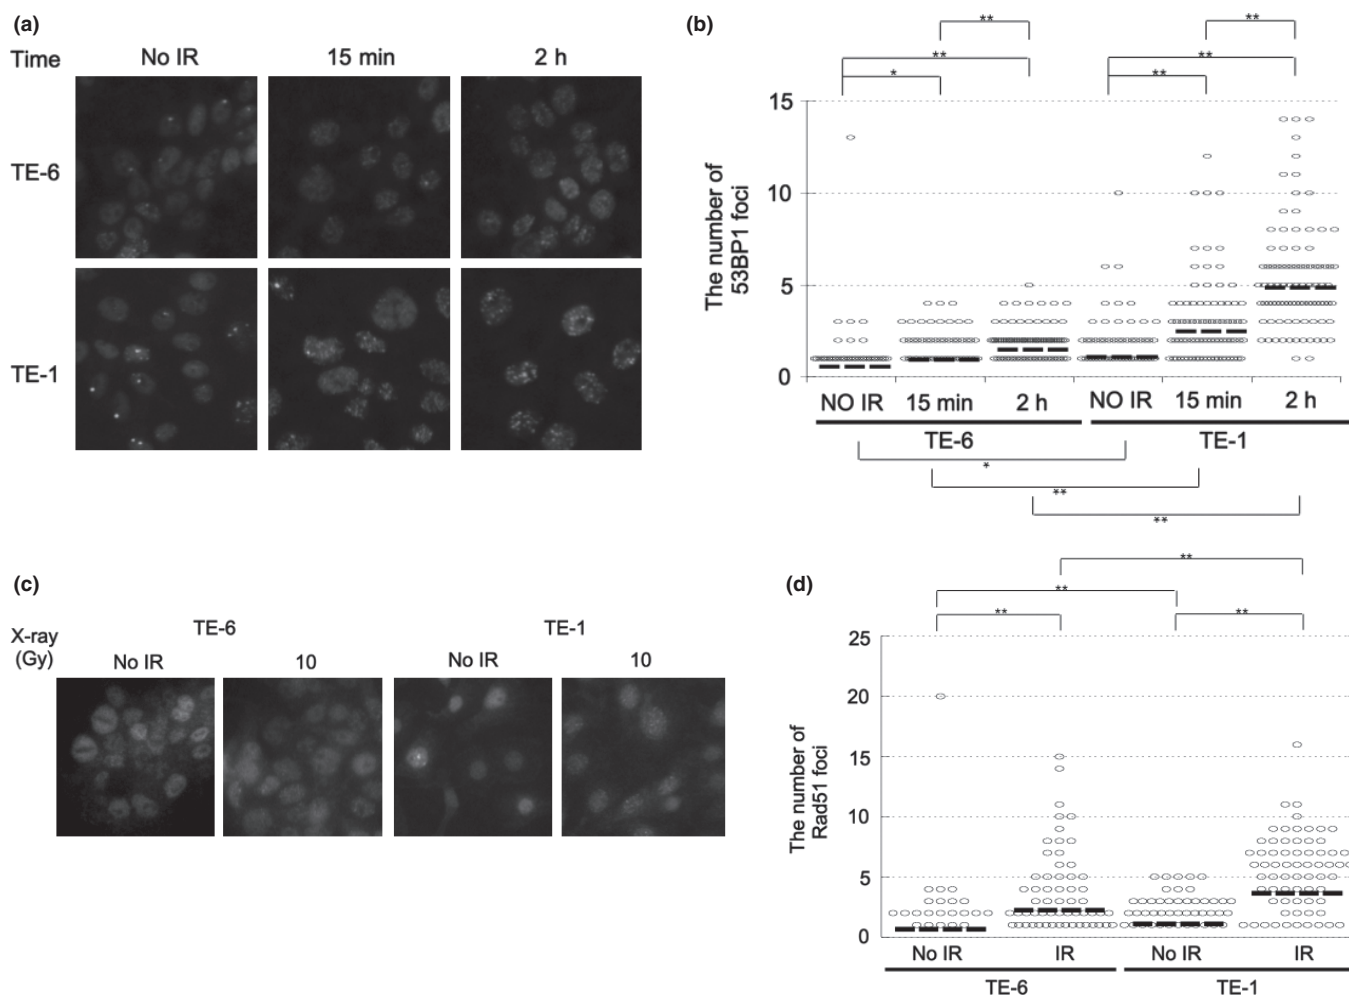 (a)
Time No IR 15 min 2 h
TE-6
TE-1
(b)
** **
** **
* **
The number of
53BP1 foci
15
10
5
0
NO IR 15 min 2 h NO IR 15 min 2 h
TE-6 TE-1
*
**
**
(c)
X-ray
(Gy)
TE-6 TE-1
No IR 10 No IR 10
(d)
**
**
** **
The number of
Rad51 foci
25
20
15
10
5
0
No IR IR No IR IR
TE-6 TE-1